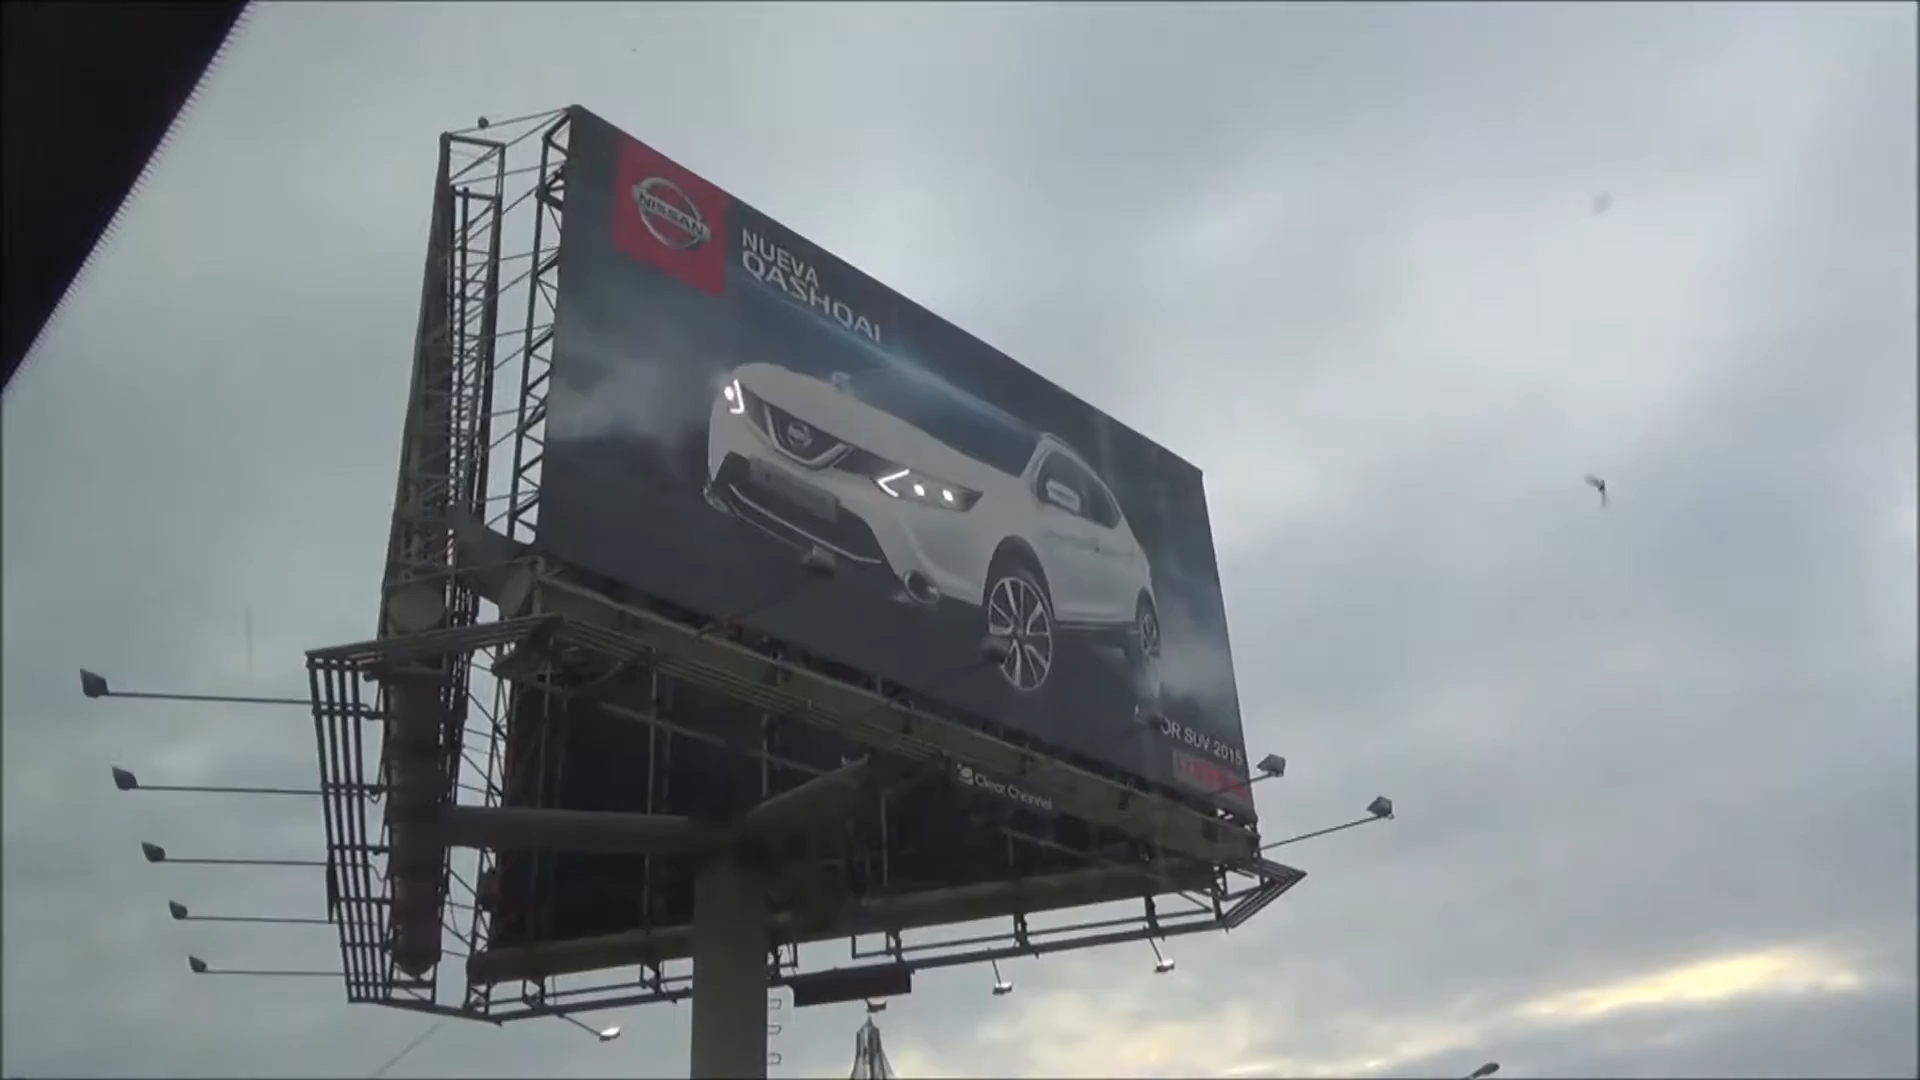 NISSAN
NUEVA
QASHQAI
SUV 2015
Clear Channel